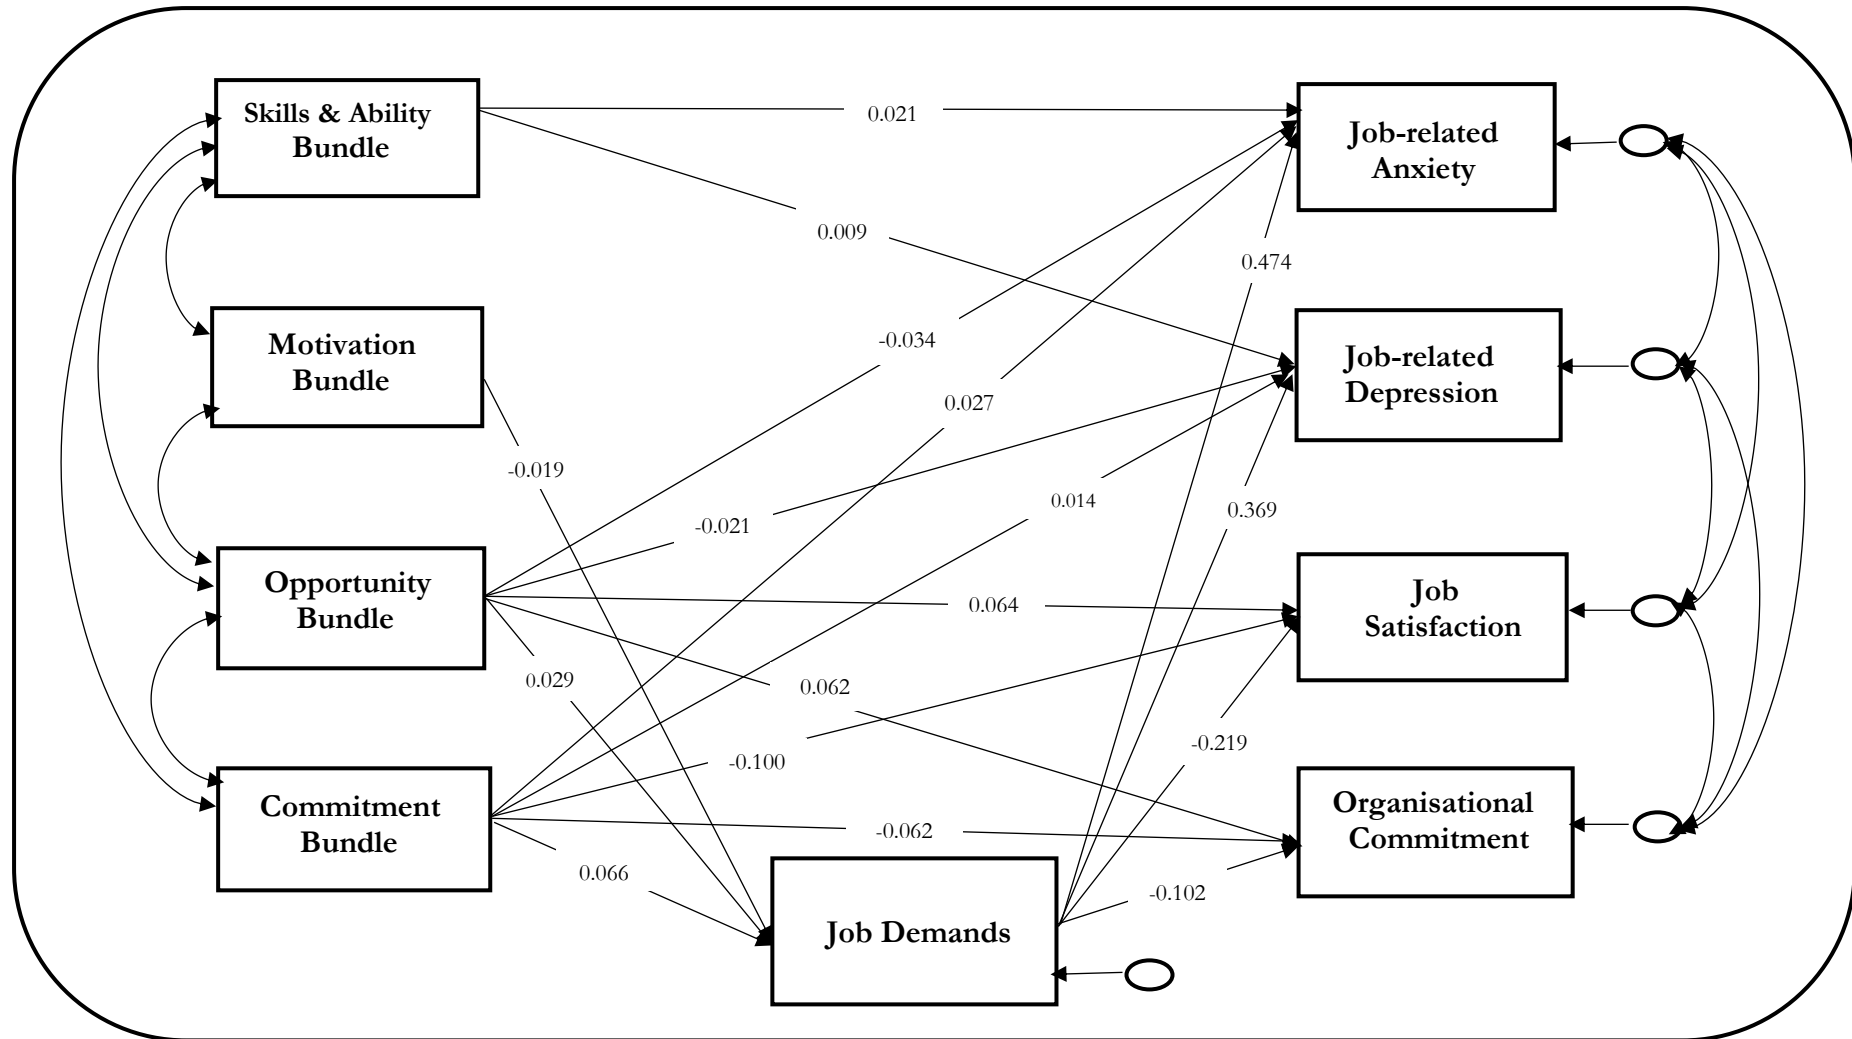 Skills & Ability
Bundle
0.021
Job-related
Anxiety
0.009
0.474
Motivation
Bundle
-0.034
Job-related
Depression
0.027
-0.019
0.014
0.369
-0.021
Opportunity
Bundle
0.064
Job
Satisfaction
0.029
0.062
-0.219
-0.100
Commitment
Bundle
-0.062
Organisational
Commitment
0.066
-0.102
Job Demands